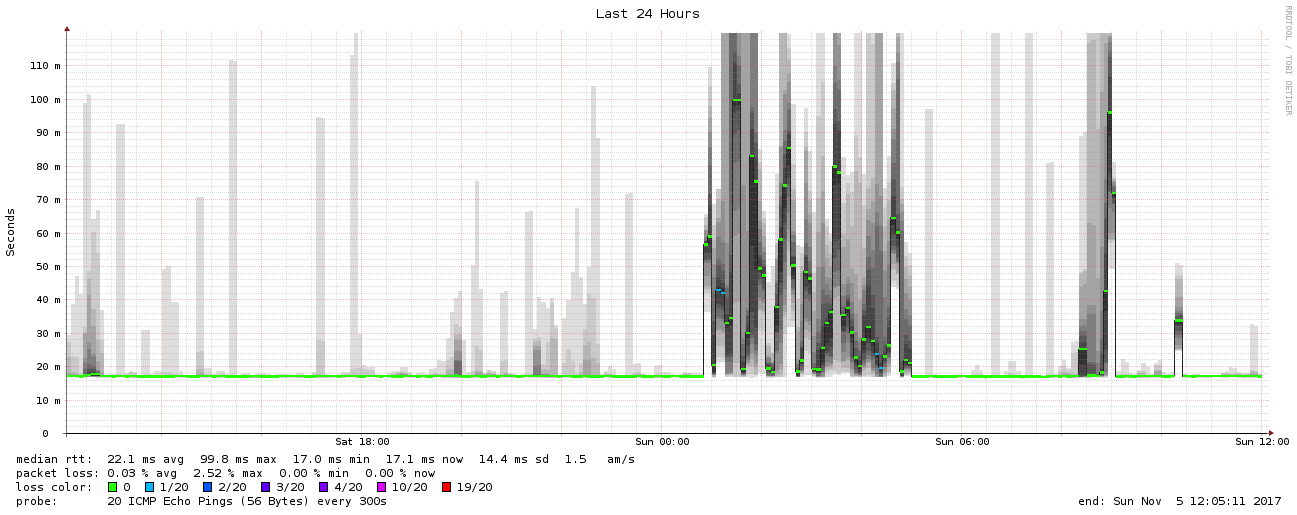 Last 24 Hours
RRDTOOL / TOBI OETIKER
Seconds
110 m
100 m
90 m
80 m
70 m
60 m
50 m
40 m
30 m
20 m
10 m
0
Sat 18:00 Sun 00:00 Sun 06:00 Sun 12:00
median rtt: 22.1 ms avg 99.8 ms max 17.0 ms min 17.1 ms now 14.4 ms sd 1.5 am/s
packet loss: 0.03 % avg 2.52 % max 0.00 % min 0.00 % now
loss color: 0 1/20 2/20 3/20 4/20 10/20 19/20
probe: 20 ICMP Echo Pings (56 Bytes) every 300s end: Sun Nov 5 12:05:11 2017